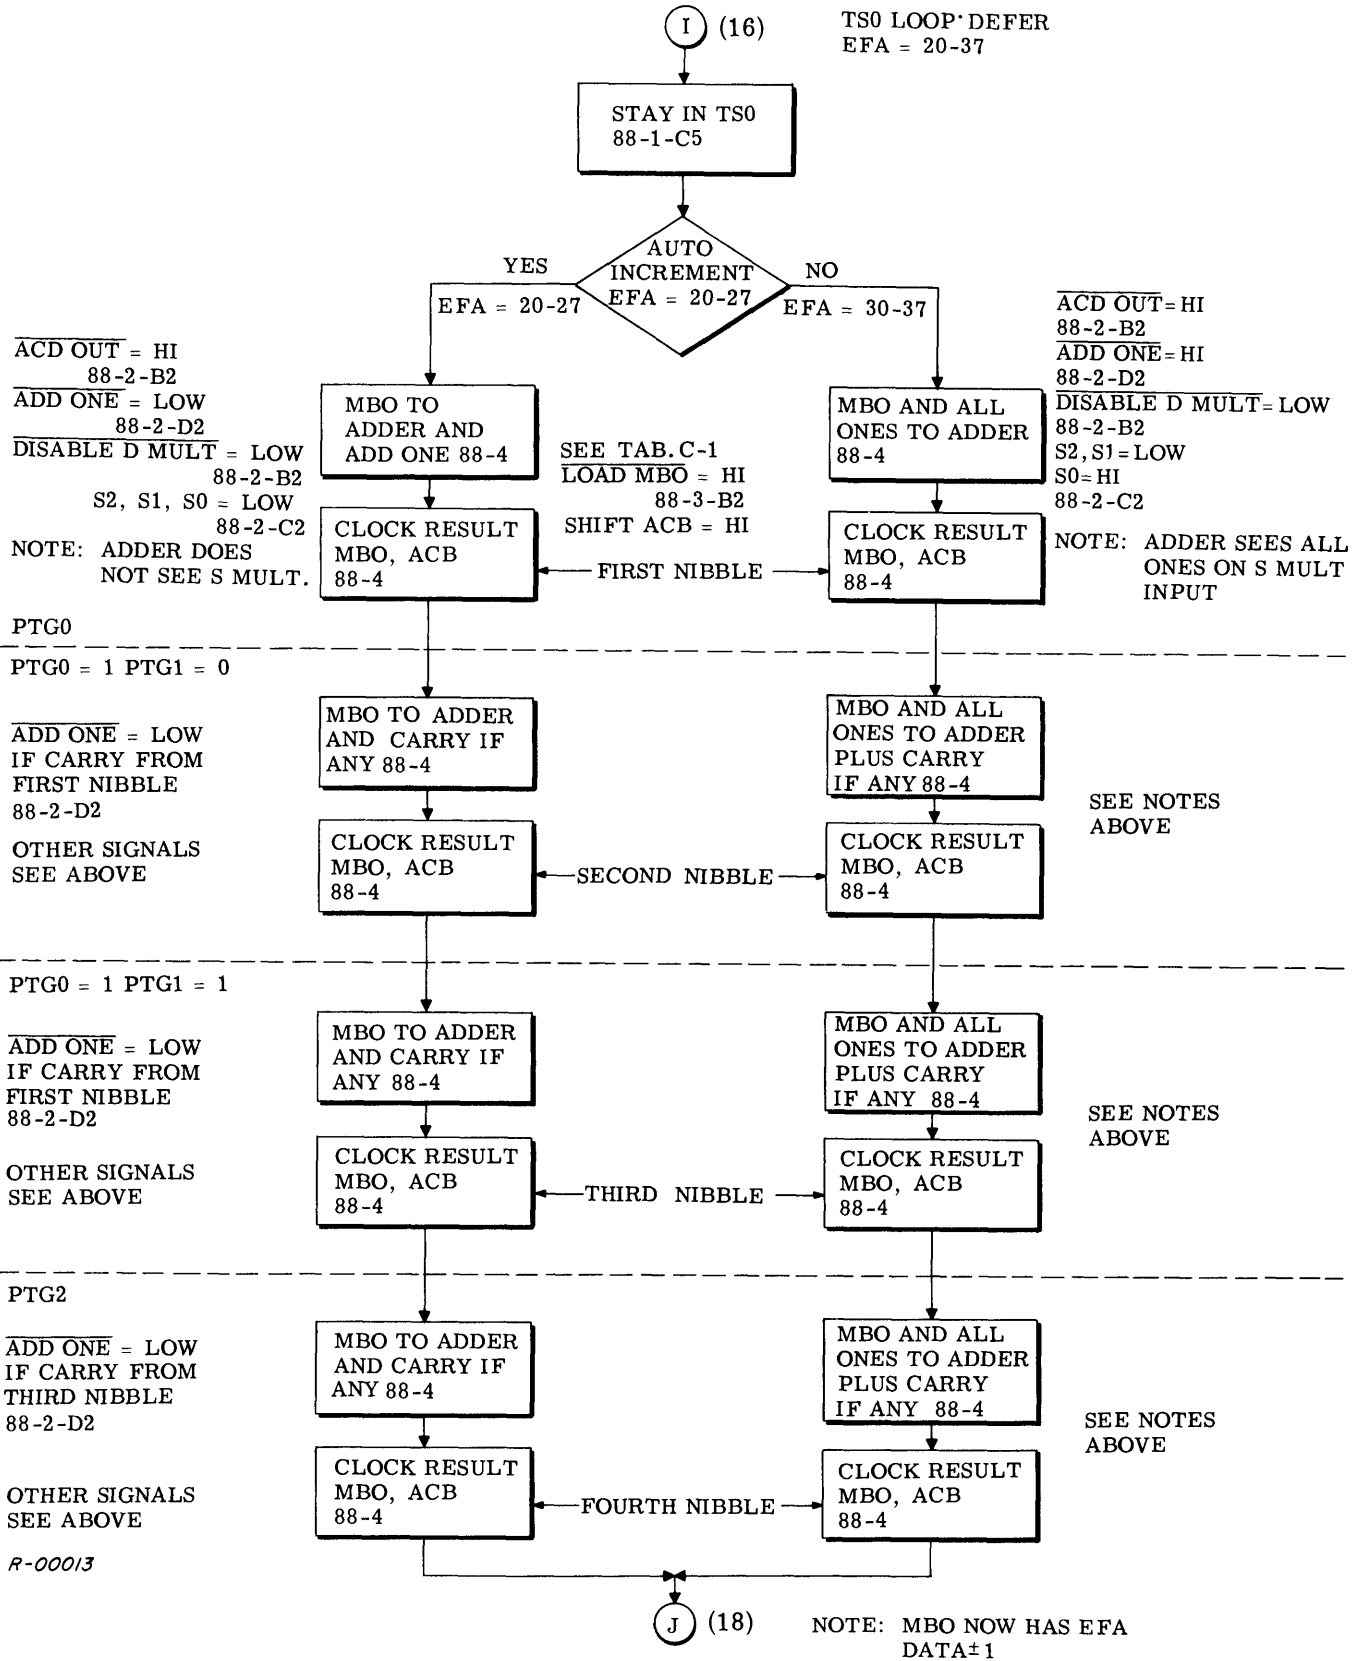 I (16)
TS0 LOOP·DEFER
EFA = 20-37
STAY IN TS0
88-1-C5
AUTO
INCREMENT
EFA = 20-27
YES
EFA = 20-27
NO
EFA = 30-37
ACD OUT = HI
88-2-B2
ADD ONE = LOW
88-2-D2
DISABLE D MULT = LOW
88-2-B2
S2, S1, S0 = LOW
88-2-C2
NOTE: ADDER DOES
NOT SEE S MULT.
MBO TO
ADDER AND
ADD ONE 88-4
CLOCK RESULT
MBO, ACB
88-4
SEE TAB. C-1
LOAD MBO = HI
88-3-B2
SHIFT ACB = HI
FIRST NIBBLE
MBO AND ALL
ONES TO ADDER
88-4
CLOCK RESULT
MBO, ACB
88-4
ACD OUT = HI
88-2-B2
ADD ONE = HI
88-2-D2
DISABLE D MULT = LOW
88-2-B2
S2, S1 = LOW
S0 = HI
88-2-C2
NOTE: ADDER SEES ALL
ONES ON S MULT
INPUT
PTG0
PTG0 = 1 PTG1 = 0
ADD ONE = LOW
IF CARRY FROM
FIRST NIBBLE
88-2-D2
OTHER SIGNALS
SEE ABOVE
MBO TO ADDER
AND CARRY IF
ANY 88-4
CLOCK RESULT
MBO, ACB
88-4
SECOND NIBBLE
MBO AND ALL
ONES TO ADDER
PLUS CARRY
IF ANY 88-4
CLOCK RESULT
MBO, ACB
88-4
SEE NOTES
ABOVE
PTG0 = 1 PTG1 = 1
ADD ONE = LOW
IF CARRY FROM
FIRST NIBBLE
88-2-D2
OTHER SIGNALS
SEE ABOVE
MBO TO ADDER
AND CARRY IF
ANY 88-4
CLOCK RESULT
MBO, ACB
88-4
THIRD NIBBLE
MBO AND ALL
ONES TO ADDER
PLUS CARRY
IF ANY 88-4
CLOCK RESULT
MBO, ACB
88-4
SEE NOTES
ABOVE
PTG2
ADD ONE = LOW
IF CARRY FROM
THIRD NIBBLE
88-2-D2
OTHER SIGNALS
SEE ABOVE
MBO TO ADDER
AND CARRY IF
ANY 88-4
CLOCK RESULT
MBO, ACB
88-4
FOURTH NIBBLE
MBO AND ALL
ONES TO ADDER
PLUS CARRY
IF ANY 88-4
CLOCK RESULT
MBO, ACB
88-4
SEE NOTES
ABOVE
R-00013
J (18)
NOTE: MBO NOW HAS EFA
DATA±1